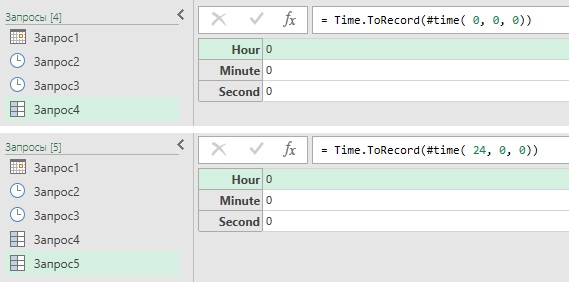 Запросы [4]
Запрос1
Запрос2
Запрос3
Запрос4
fx
= Time.ToRecord(#time( 0, 0, 0))
Hour 0
Minute 0
Second 0
Запросы [5]
Запрос1
Запрос2
Запрос3
Запрос4
Запрос5
fx
= Time.ToRecord(#time( 24, 0, 0))
Hour 0
Minute 0
Second 0